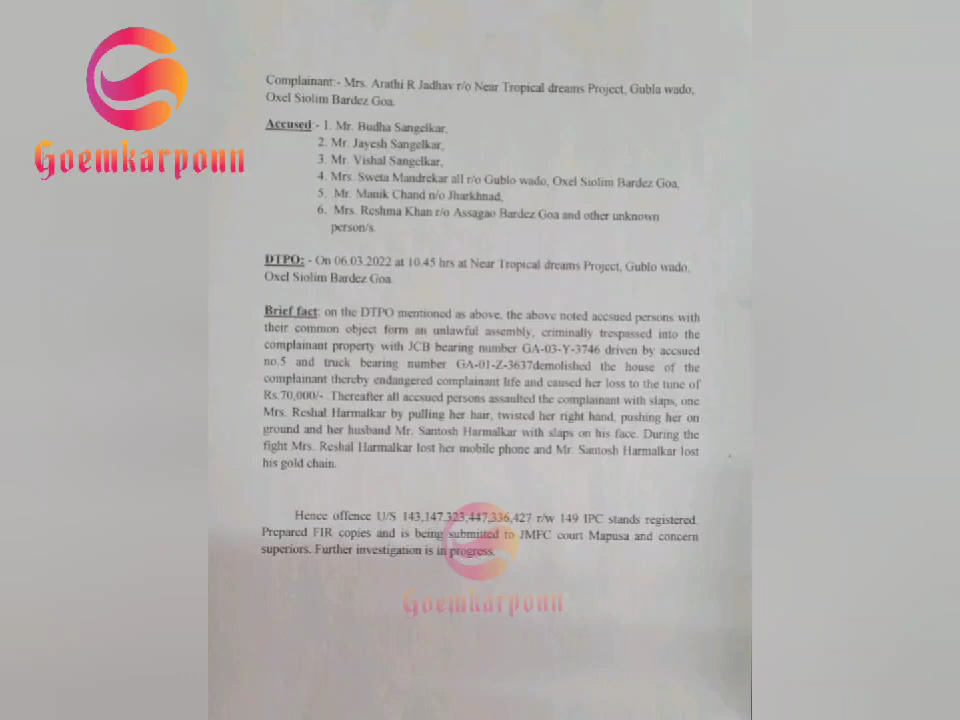 Goemkarponn
Complainant:- Mrs. Arathi R Jadhav r/o Near Tropical dreams Project, Gubla wado,
Oxel Siolim Bardez Goa.
Accused:- 1. Mr. Budha Sangelkar,
2. Mr. Jayesh Sangelkar,
3. Mr. Vishal Sangelkar,
4. Mrs. Sweta Mandrekar all r/o Gublo wado, Oxel Siolim Bardez Goa,
5. Mr. Manik Chand n/o Jharkhnad,
6. Mrs. Reshma Khan r/o Assagao Bardez Goa and other unknown
person/s.
DTPO: - On 06.03.2022 at 10.45 hrs at Near Tropical dreams Project, Gublo wado,
Oxel Siolim Bardez Goa.
Brief fact: on the DTPO mentioned as above, the above noted accsued persons with
their common object form an unlawful assembly, criminally trespassed into the
complainant property with JCB bearing number GA-03-Y-3746 driven by accsued
no.5 and truck bearing number GA-01-Z-3637demolished the house of the
complainant thereby endangered complainant life and caused her loss to the tune of
Rs.70,000/- .Thereafter all accsued persons assaulted the complainant with slaps, one
Mrs. Reshal Harmalkar by pulling her hair, twisted her right hand, pushing her on
ground and her husband Mr. Santosh Harmalkar with slaps on his face. During the
fight Mrs. Reshal Harmalkar lost her mobile phone and Mr. Santosh Harmalkar lost
his gold chain.
Hence offence U/S 143,147,323,447,336,427 r/w 149 IPC stands registered.
Prepared FIR copies and is being submitted to JMFC court Mapusa and concern
superiors. Further investigation is in progress.
Goemkarponn